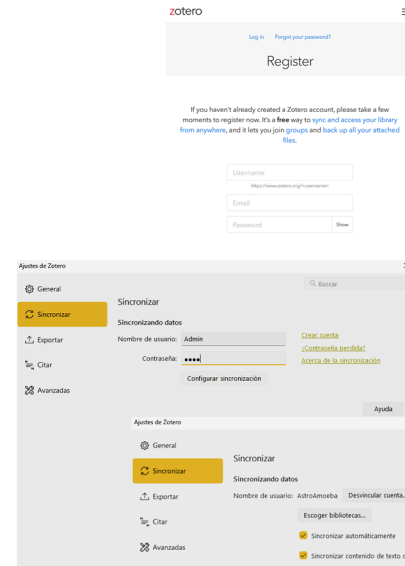 zotero
Log in Forgot your password?
Register
If you haven't already created a Zotero account, please take a few
moments to register now. It's a free way to sync and access your library
from anywhere, and it lets you join groups and back up all your attached
files.
Username
https://www.zotero.org/<username>
Email
Password Show
Ajustes de Zotero
General
Sincronizar
Exportar
Citar
Avanzadas
Buscar
Sincronizar
Sincronizando datos
Nombre de usuario: Admin
Contraseña:
Configurar sincronización
Crear cuenta
¿Contraseña perdida?
Acerca de la sincronización
Ayuda
Ajustes de Zotero
General
Sincronizar
Exportar
Citar
Avanzadas
Sincronizar
Sincronizando datos
Nombre de usuario: AstroAmoeba Desvincular cuenta..
Escoger bibliotecas...
Sincronizar automáticamente
Sincronizar contenido de texto